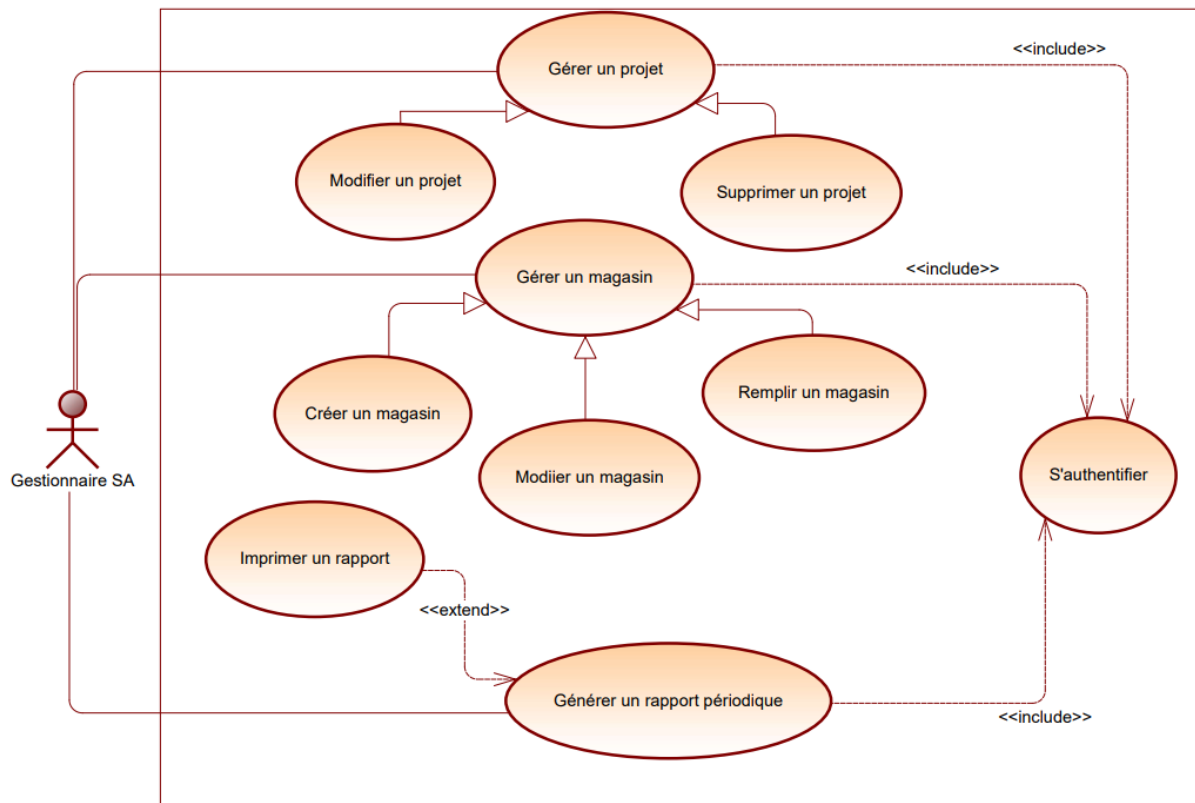 Gérer un projet
<<include>>
Modifier un projet
Supprimer un projet
Gérer un magasin
<<include>>
Créer un magasin
Remplir un magasin
Modiier un magasin
S'authentifier
Gestionnaire SA
Imprimer un rapport
<<extend>>
Générer un rapport périodique
<<include>>